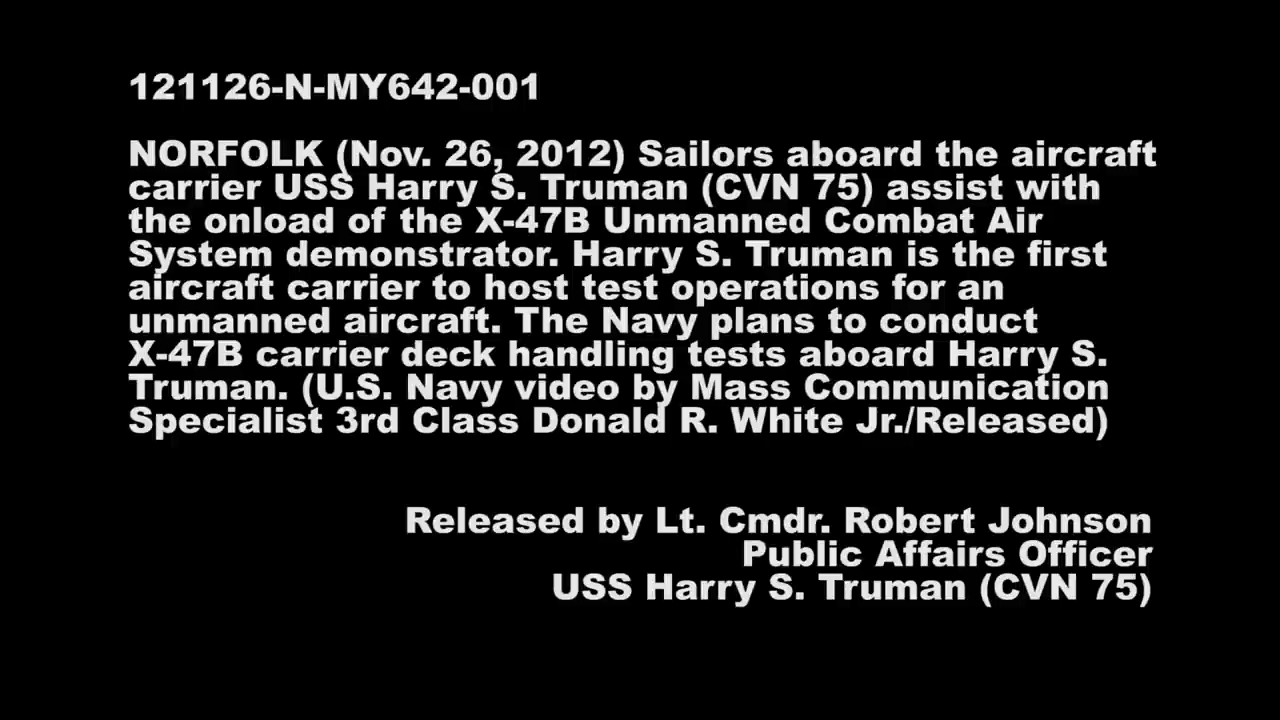 121126-N-MY642-001
NORFOLK (Nov. 26, 2012) Sailors aboard the aircraft
carrier USS Harry S. Truman (CVN 75) assist with
the onload of the X-47B Unmanned Combat Air
System demonstrator. Harry S. Truman is the first
aircraft carrier to host test operations for an
unmanned aircraft. The Navy plans to conduct
X-47B carrier deck handling tests aboard Harry S.
Truman. (U.S. Navy video by Mass Communication
Specialist 3rd Class Donald R. White Jr./Released)
Released by Lt. Cmdr. Robert Johnson
Public Affairs Officer
USS Harry S. Truman (CVN 75)